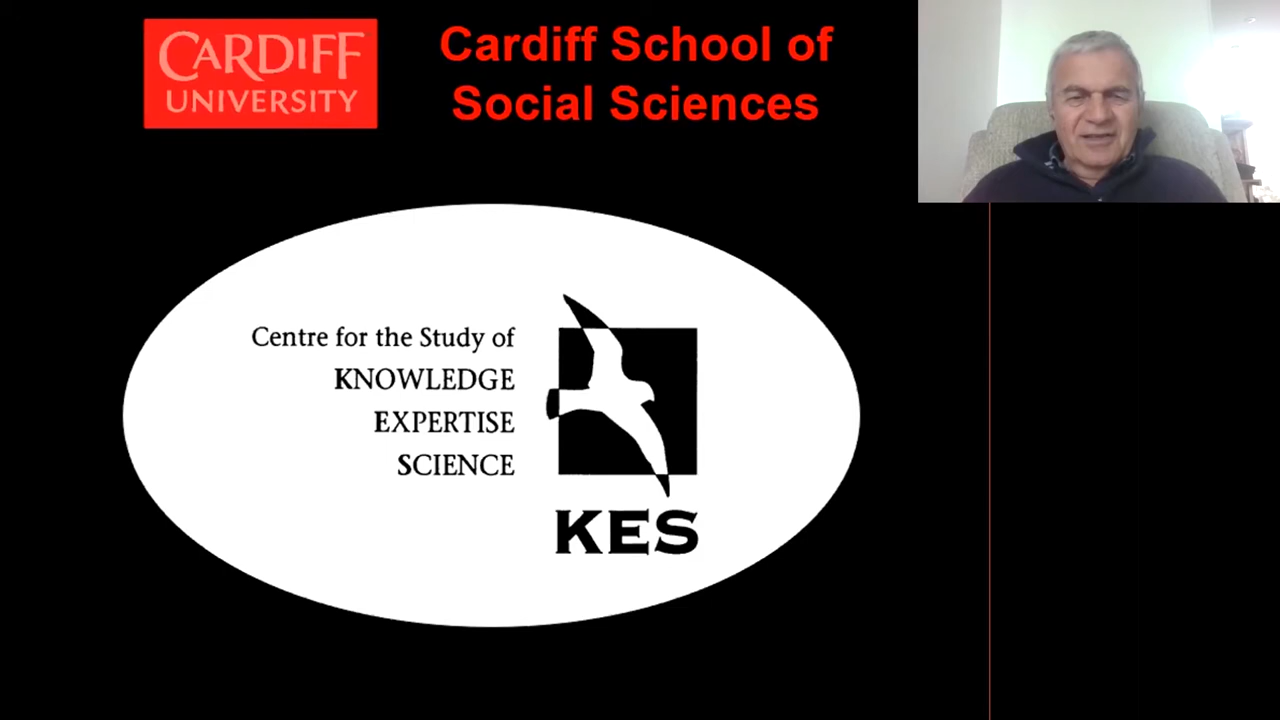 CARDIFF
UNIVERSITY
Cardiff School of
Social Sciences
Centre for the Study of
KNOWLEDGE
EXPERTISE
SCIENCE
KES